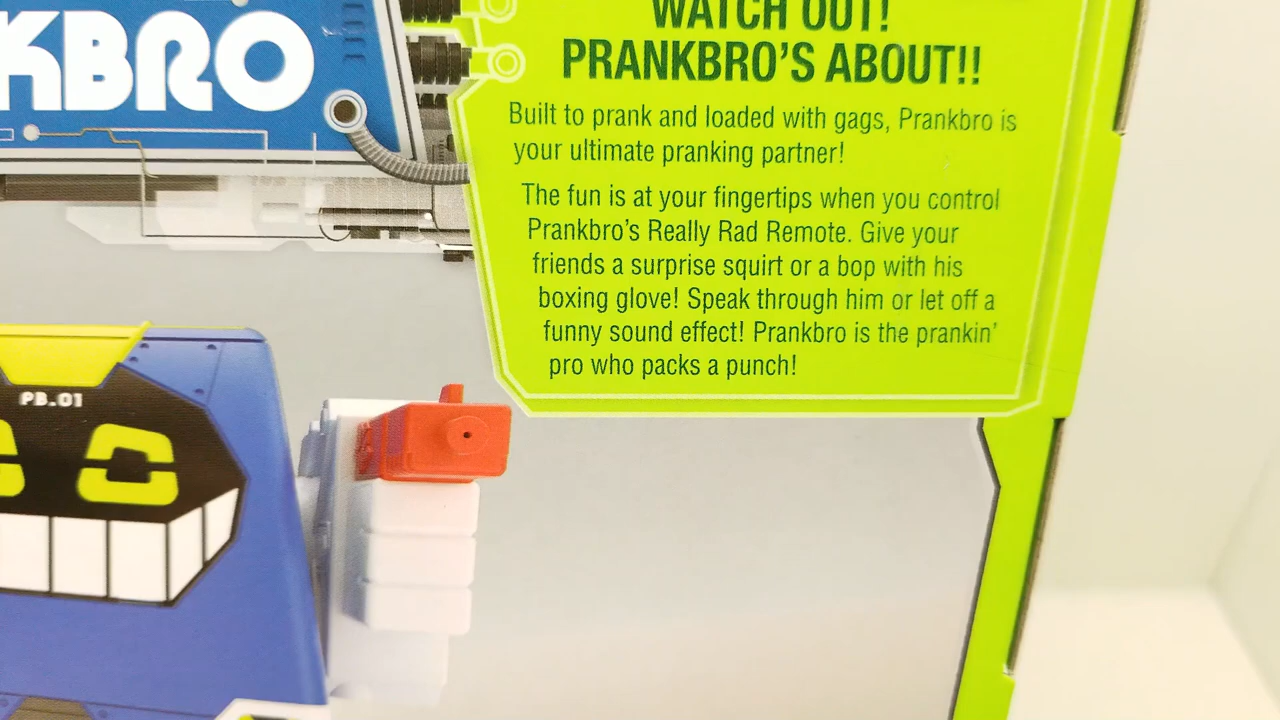 KBRO
WATCH OUT!
PRANKBRO'S ABOUT!!
Built to prank and loaded with gags, Prankbro is
your ultimate pranking partner!
The fun is at your fingertips when you control
Prankbro's Really Rad Remote. Give your
friends a surprise squirt or a bop with his
boxing glove! Speak through him or let off a
funny sound effect! Prankbro is the prankin'
pro who packs a punch!
PB.01